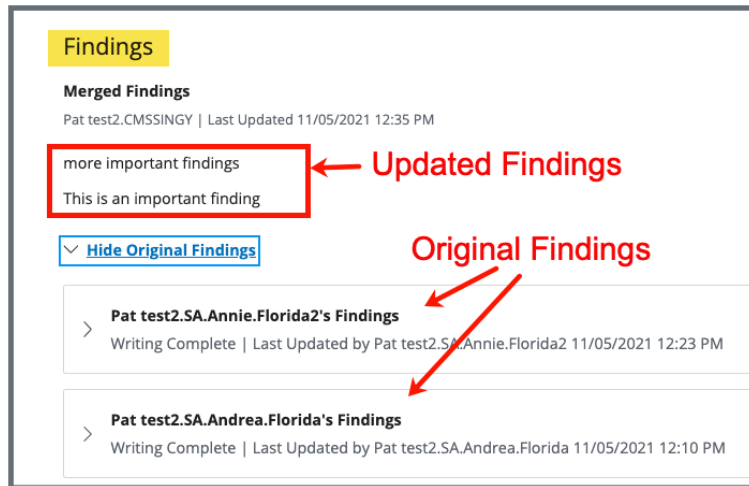 Findings
Merged Findings
Pat test2.CMSSINGY | Last Updated 11/05/2021 12:35 PM
more important findings
Updated Findings
This is an important finding
Hide Original Findings
Original Findings
Pat test2.SA.Annie.Florida2's Findings
Writing Complete | Last Updated by Pat test2.SA.Annie.Florida2 11/05/2021 12:23 PM
Pat test2.SA.Andrea.Florida's Findings
Writing Complete | Last Updated by Pat test2.SA.Andrea.Florida 11/05/2021 12:10 PM